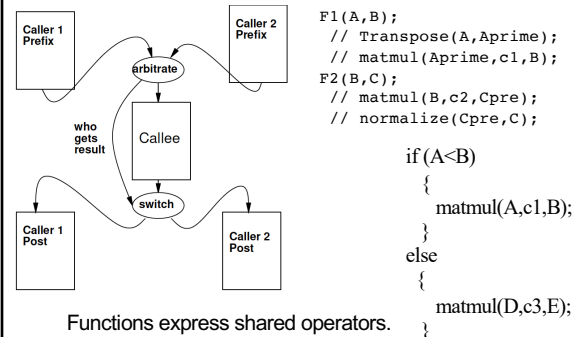 Caller 1
Prefix
Caller 2
Prefix
arbitrate
who
gets
result
Callee
switch
Caller 1
Post
Caller 2
Post
F1(A,B);
// Transpose(A,Aprime);
// matmul(Aprime,c1,B);
F2(B,C);
// matmul(B,c2,Cpre);
// normalize(Cpre,C);
if (A<B)
{
matmul(A,c1,B);
}
else
{
matmul(D,c3,E);
}
Functions express shared operators.